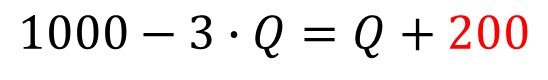 1000 − 3 · Q = Q + 200